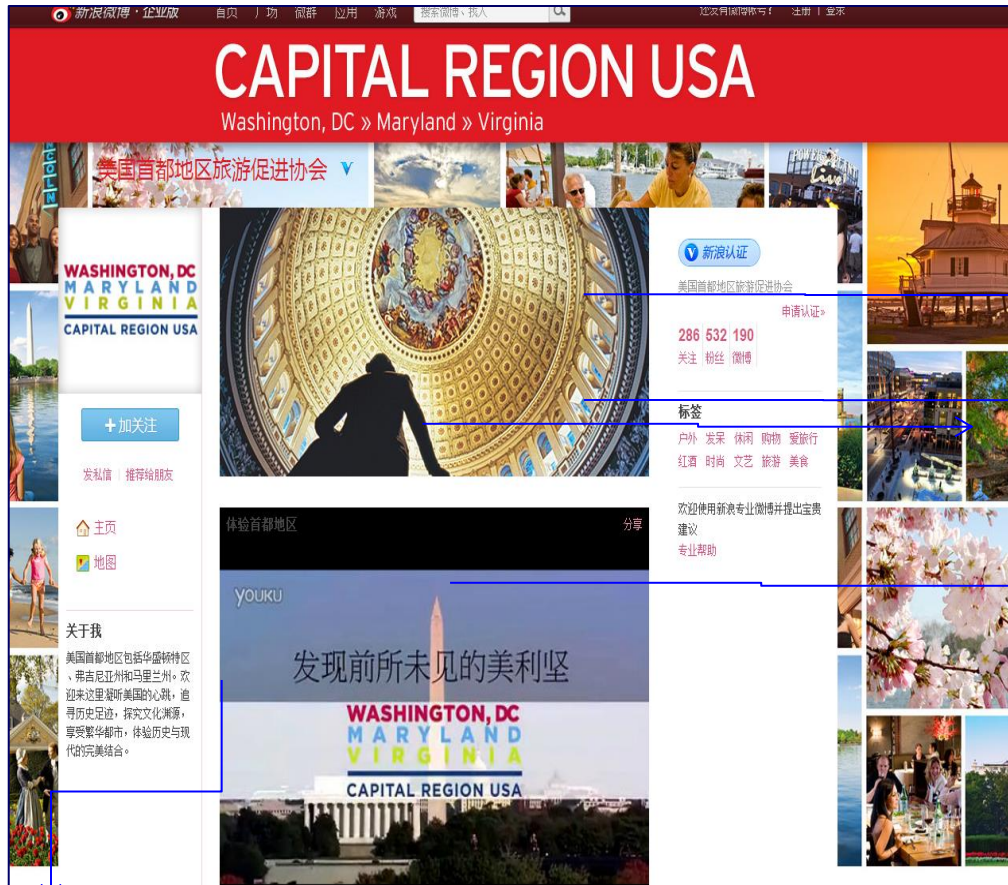 新浪微博·企业版
首页 广场 微群 应用 游戏
搜索微博、找人
还没有微博帐号？ 注册 | 登录
CAPITAL REGION USA
Washington, DC » Maryland » Virginia
美国首都地区旅游促进协会 V
WASHINGTON, DC
MARYLAND
VIRGINIA
CAPITAL REGION USA
+加关注
发私信 | 推荐给朋友
主页
地图
关于我
美国首都地区包括华盛顿特区
、弗吉尼亚州和马里兰州。欢
迎来这里凝听美国的心跳，追
寻历史足迹，探究文化渊源，
享受繁华都市，体验历史与现
代的完美结合。
体验首都地区
分享
YOUKU
发现前所未见的美利坚
WASHINGTON, DC
MARYLAND
VIRGINIA
CAPITAL REGION USA
V 新浪认证
美国首都地区旅游促进协会
申请认证»
286 532 190
关注 粉丝 微博
标签
户外 发呆 休闲 购物 爱旅行
红酒 时尚 文艺 旅游 美食
欢迎使用新浪专业微博并提出宝贵
建议
专业帮助
Live